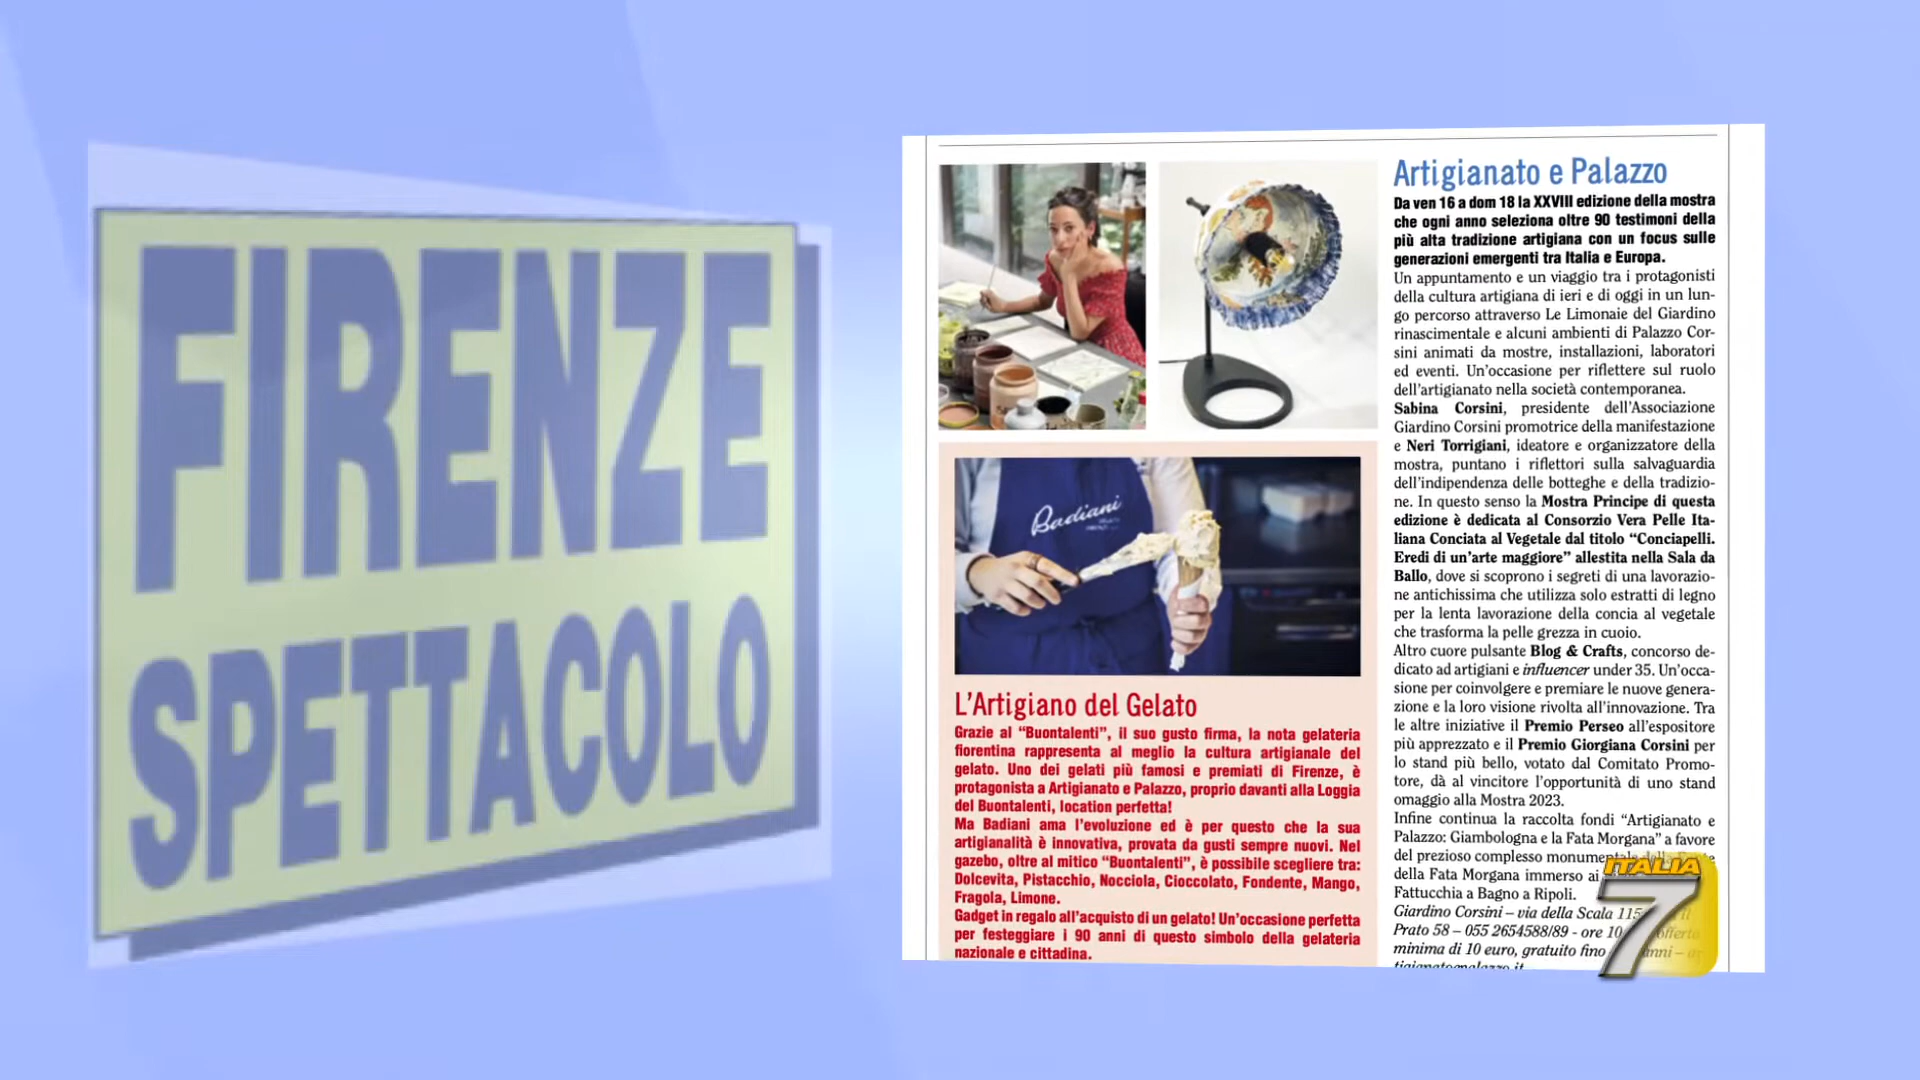 FIRENZE
SPETTACOLO
Badiani
L'Artigiano del Gelato
Grazie al “Buontalenti”, il suo gusto firma, la nota gelateria
fiorentina rappresenta al meglio la cultura artigianale del
gelato. Uno dei gelati più famosi e premiati di Firenze, è
protagonista a Artigianato e Palazzo, proprio davanti alla Loggia
del Buontalenti, location perfetta!
Ma Badiani ama l'evoluzione ed è per questo che la sua
artigianalità è innovativa, provata da gusti sempre nuovi. Nel
gazebo, oltre al mitico “Buontalenti”, è possibile scegliere tra:
Dolcevita, Pistacchio, Nocciola, Cioccolato, Fondente, Mango,
Fragola, Limone.
Gadget in regalo all'acquisto di un gelato! Un'occasione perfetta
per festeggiare i 90 anni di questo simbolo della gelateria
nazionale e cittadina.
Artigianato e Palazzo
Da ven 16 a dom 18 la XXVIII edizione della mostra
che ogni anno seleziona oltre 90 testimoni della
più alta tradizione artigiana con un focus sulle
generazioni emergenti tra Italia e Europa.
Un appuntamento e un viaggio tra i protagonisti
della cultura artigiana di ieri e di oggi in un lun-
go percorso attraverso Le Limonaie del Giardino
rinascimentale e alcuni ambienti di Palazzo Cor-
sini animati da mostre, installazioni, laboratori
ed eventi. Un'occasione per riflettere sul ruolo
dell'artigianato nella società contemporanea.
Sabina Corsini, presidente dell'Associazione
Giardino Corsini promotrice della manifestazione
e Neri Torrigiani, ideatore e organizzatore della
mostra, puntano i riflettori sulla salvaguardia
dell'indipendenza delle botteghe e della tradizio-
ne. In questo senso la Mostra Principe di questa
edizione è dedicata al Consorzio Vera Pelle Ita-
liana Conciata al Vegetale dal titolo “Conciapelli.
Eredi di un'arte maggiore” allestita nella Sala da
Ballo, dove si scoprono i segreti di una lavorazio-
ne antichissima che utilizza solo estratti di legno
per la lenta lavorazione della concia al vegetale
che trasforma la pelle grezza in cuoio.
Altro cuore pulsante Blog & Crafts, concorso de-
dicato ad artigiani e influencer under 35. Un'occa-
sione per coinvolgere e premiare le nuove genera-
zione e la loro visione rivolta all'innovazione. Tra
le altre iniziative il Premio Perseo all'espositore
più apprezzato e il Premio Giorgiana Corsini per
lo stand più bello, votato dal Comitato Promo-
tore, dà al vincitore l'opportunità di uno stand
omaggio alla Mostra 2023.
Infine continua la raccolta fondi “Artigianato e
Palazzo: Giambologna e la Fata Morgana” a favore
del prezioso complesso monumentale della
della Fata Morgana immerso ai
Fattucchia a Bagno a Ripoli.
Giardino Corsini – via della Scala 115 il
Prato 58 – 055 2654588/89 - ore 10 offerta
minima di 10 euro, gratuito fino anni – ar
tigianatoepalazzo.it
ITALIA
7